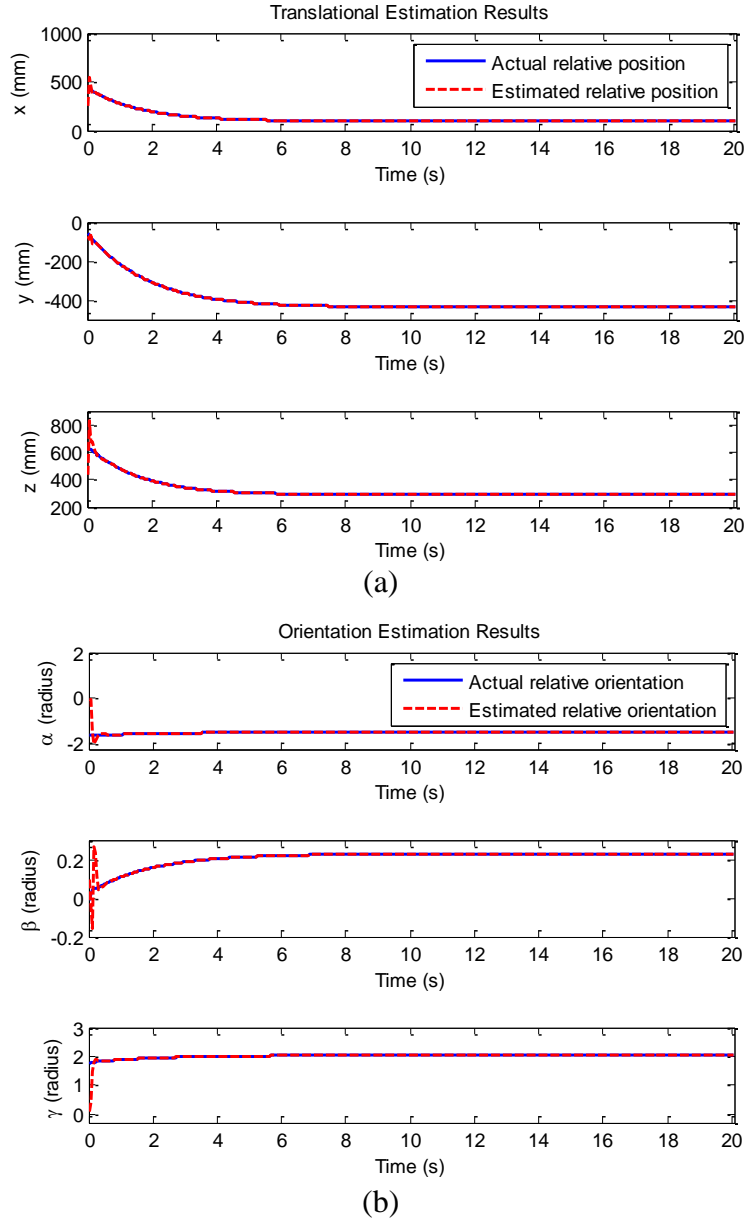 Translational Estimation Results
1000
500
0
x (mm)
Actual relative position
Estimated relative position
0 2 4 6 8 10 12 14 16 18 20
Time (s)
0
-200
-400
y (mm)
0 2 4 6 8 10 12 14 16 18 20
Time (s)
800
600
400
200
z (mm)
0 2 4 6 8 10 12 14 16 18 20
Time (s)
(a)
Orientation Estimation Results
2
0
-2
α (radius)
Actual relative orientation
Estimated relative orientation
0 2 4 6 8 10 12 14 16 18 20
Time (s)
0.2
0
-0.2
β (radius)
0 2 4 6 8 10 12 14 16 18 20
Time (s)
3
2
1
0
γ (radius)
0 2 4 6 8 10 12 14 16 18 20
Time (s)
(b)